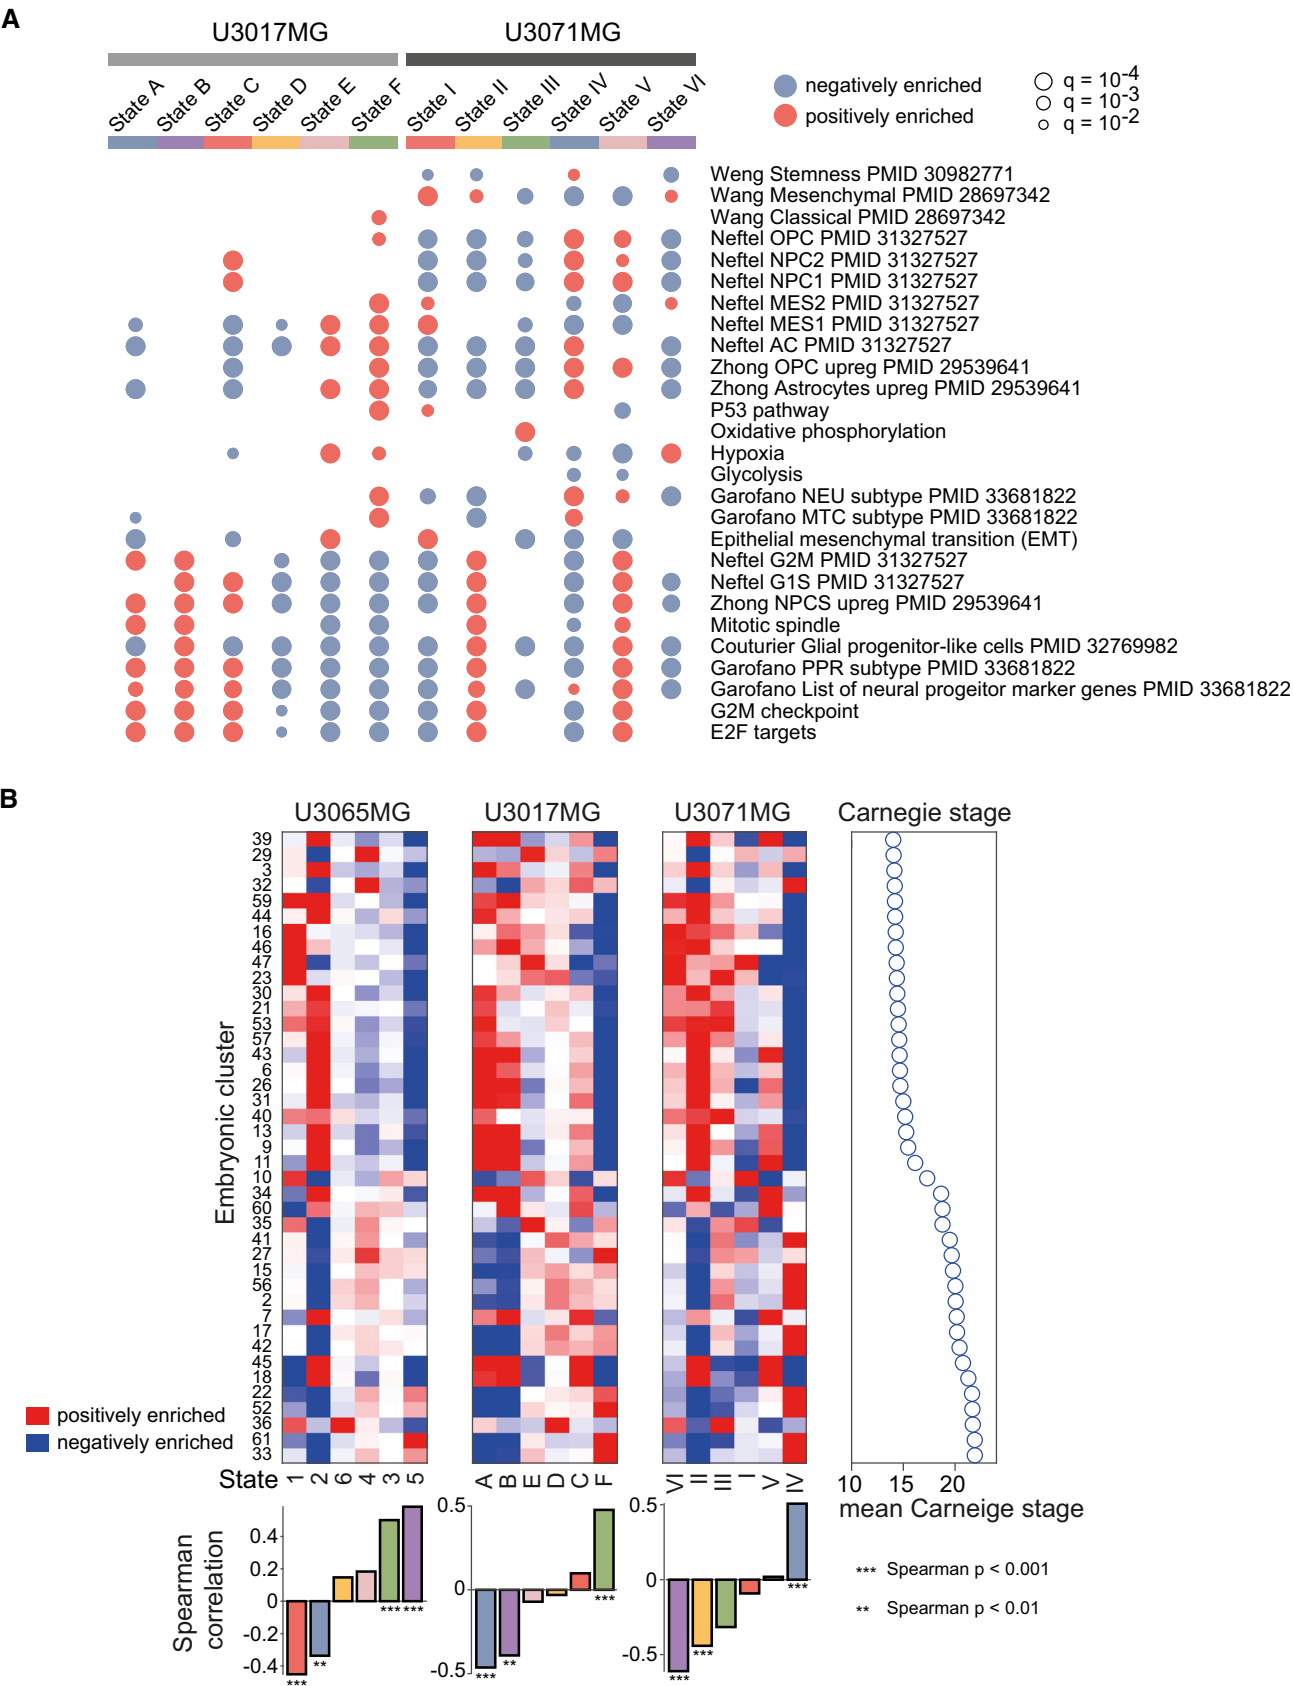 A
U3017MG
U3071MG
State A
State B
State C
State D
State E
State F
State I
State II
State III
State IV
State V
State VI
negatively enriched
positively enriched
q = 10-4
q = 10-3
q = 10-2
Weng Stemness PMID 30982771
Wang Mesenchymal PMID 28697342
Wang Classical PMID 28697342
Neftel OPC PMID 31327527
Neftel NPC2 PMID 31327527
Neftel NPC1 PMID 31327527
Neftel MES2 PMID 31327527
Neftel MES1 PMID 31327527
Neftel AC PMID 31327527
Zhong OPC upreg PMID 29539641
Zhong Astrocytes upreg PMID 29539641
P53 pathway
Oxidative phosphorylation
Hypoxia
Glycolysis
Garofano NEU subtype PMID 33681822
Garofano MTC subtype PMID 33681822
Epithelial mesenchymal transition (EMT)
Neftel G2M PMID 31327527
Neftel G1S PMID 31327527
Zhong NPCS upreg PMID 29539641
Mitotic spindle
Couturier Glial progenitor-like cells PMID 32769982
Garofano PPR subtype PMID 33681822
Garofano List of neural progeitor marker genes PMID 33681822
G2M checkpoint
E2F targets
B
U3065MG
U3017MG
U3071MG
Carnegie stage
Embryonic cluster
39
29
3
32
59
44
16
46
47
23
30
21
53
57
43
6
26
31
40
13
9
11
10
34
60
35
41
27
15
56
2
7
17
42
45
18
22
52
36
61
33
positively enriched
negatively enriched
State
1 2 6 4 3 5
A B E D C F
VI II III I V IV
10 15 20
mean Carneige stage
Spearman
correlation
0.4
0.2
0
-0.2
-0.4
*** ** *** ***
0.5
0
-0.5
*** ** ***
0.5
0
-0.5
*** *** ***
*** Spearman p < 0.001
** Spearman p < 0.01